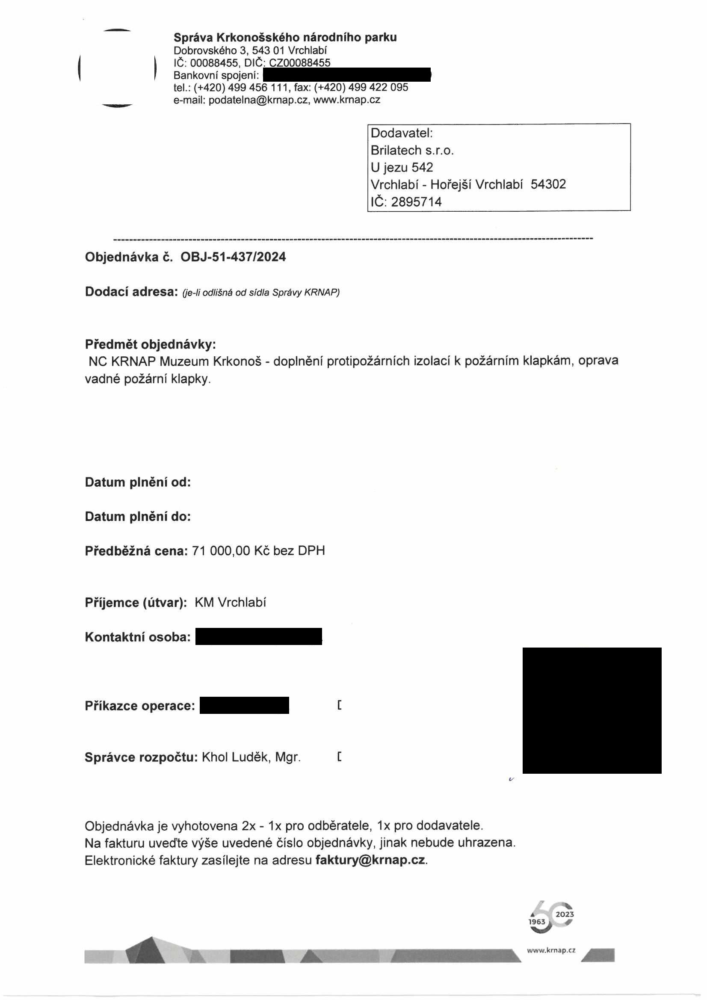 Správa Krkonošského národního parku
Dobrovského 3, 543 01 Vrchlabí
IČ: 00088455, DIČ: CZ00088455
Bankovní spojení:
tel.: (+420) 499 456 111, fax: (+420) 499 422 095
e-mail: podatelna@krnap.cz, www.krnap.cz
Dodavatel:
Brilatech s.r.o.
U jezu 542
Vrchlabí - Hořejší Vrchlabí 54302
IČ: 2895714
Objednávka č. OBJ-51-437/2024
Dodací adresa: (je-li odlišná od sídla Správy KRNAP)
Předmět objednávky:
NC KRNAP Muzeum Krkonoš - doplnění protipožárních izolací k požárním klapkám, oprava
vadné požární klapky.
Datum plnění od:
Datum plnění do:
Předběžná cena: 71 000,00 Kč bez DPH
Příjemce (útvar): KM Vrchlabí
Kontaktní osoba:
Příkazce operace:
Správce rozpočtu: Khol Luděk, Mgr.
Objednávka je vyhotovena 2x - 1x pro odběratele, 1x pro dodavatele.
Na fakturu uveďte výše uvedené číslo objednávky, jinak nebude uhrazena.
Elektronické faktury zasílejte na adresu faktury@krnap.cz.
60
1963 2023
www.krnap.cz